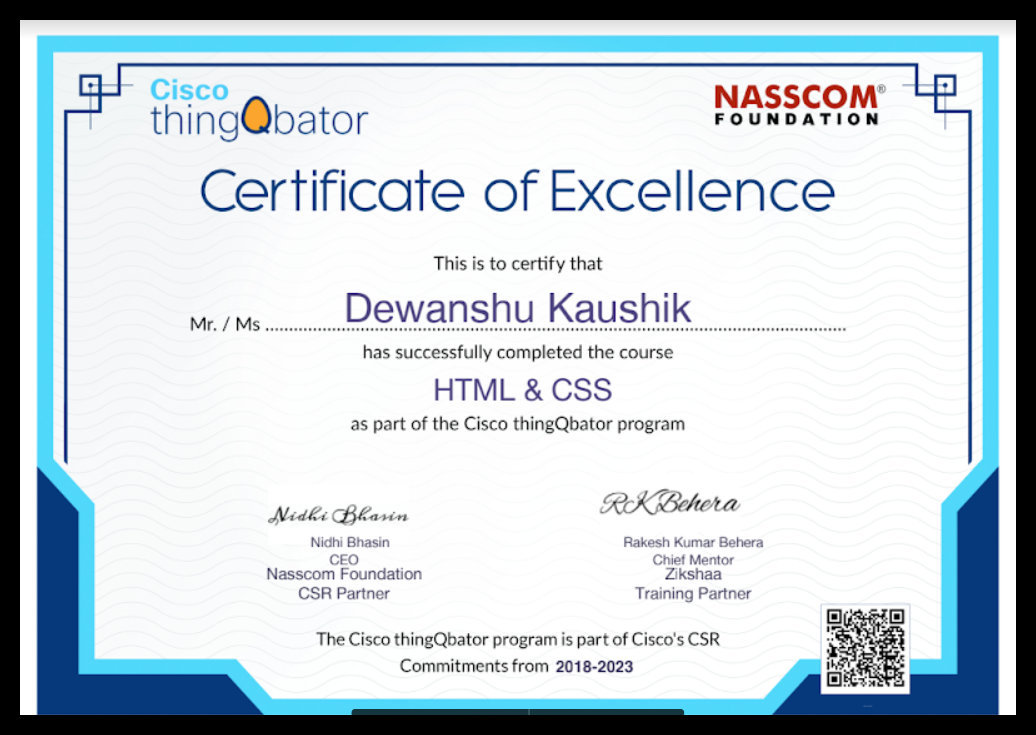 Cisco
thingQbator
NASSCOM®
FOUNDATION
Certificate of Excellence
This is to certify that
Mr. / Ms ........ Dewanshu Kaushik ........
has successfully completed the course
HTML & CSS
as part of the Cisco thingQbator program
Nidhi Bhasin
Nidhi Bhasin
CEO
Nasscom Foundation
CSR Partner
RKBehera
Rakesh Kumar Behera
Chief Mentor
Zikshaa
Training Partner
The Cisco thingQbator program is part of Cisco's CSR
Commitments from 2018-2023